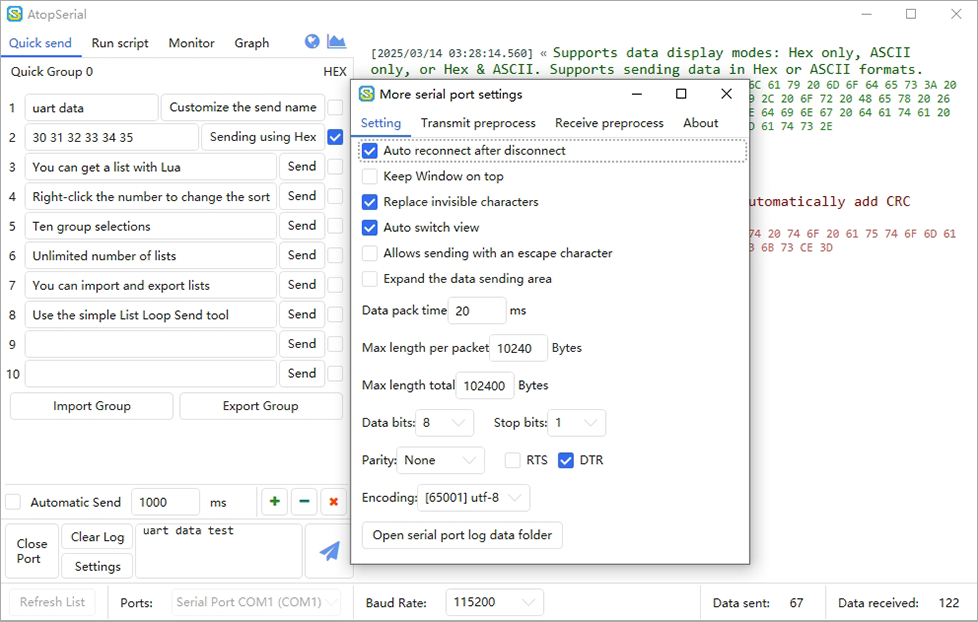 AtopSerial
Quick send Run script Monitor Graph
Quick Group 0 HEX
1 uart data Customize the send name
2 30 31 32 33 34 35 Sending using Hex
3 You can get a list with Lua Send
4 Right-click the number to change the sort Send
5 Ten group selections Send
6 Unlimited number of lists Send
7 You can import and export lists Send
8 Use the simple List Loop Send tool Send
9 Send
10 Send
Import Group Export Group
Automatic Send 1000 ms
Close Port
Clear Log
Settings
uart data test
[2025/03/14 03:28:14.560] « Supports data display modes: Hex only, ASCII
only, or Hex & ASCII. Supports sending data in Hex or ASCII formats.
6C 61 79 20 6D 6F 64 65 73 3A 20
2C 20 6F 72 20 48 65 78 20 26
64 69 6E 67 20 64 61 74 61 20
61 74 73 2E
utomatically add CRC
74 20 74 6F 20 61 75 74 6F 6D 61
6B 73 CE 3D
More serial port settings
Setting Transmit preprocess Receive preprocess About
Auto reconnect after disconnect
Keep Window on top
Replace invisible characters
Auto switch view
Allows sending with an escape character
Expand the data sending area
Data pack time 20 ms
Max length per packet 10240 Bytes
Max length total 102400 Bytes
Data bits: 8 Stop bits: 1
Parity: None RTS DTR
Encoding: [65001] utf-8
Open serial port log data folder
Refresh List Ports: Serial Port COM1 (COM1) Baud Rate: 115200 Data sent: 67 Data received: 122